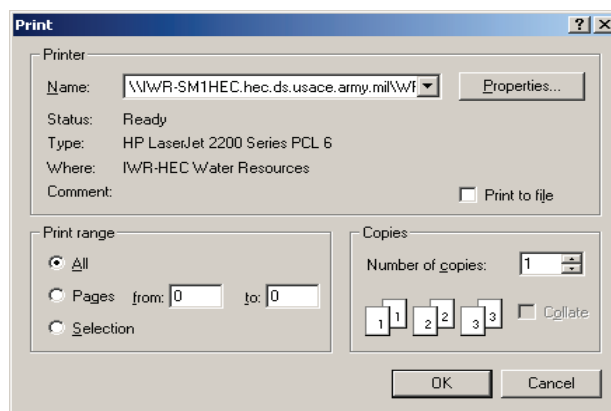 Print
Printer
Name: \\IWR-SM1HEC.hec.ds.usace.army.mil\WF Properties...
Status: Ready
Type: HP LaserJet 2200 Series PCL 6
Where: IWR-HEC Water Resources
Comment: Print to file
Print range
All
Pages from: 0 to: 0
Selection
Copies
Number of copies: 1
1 1 2 2 3 3 Collate
OK Cancel